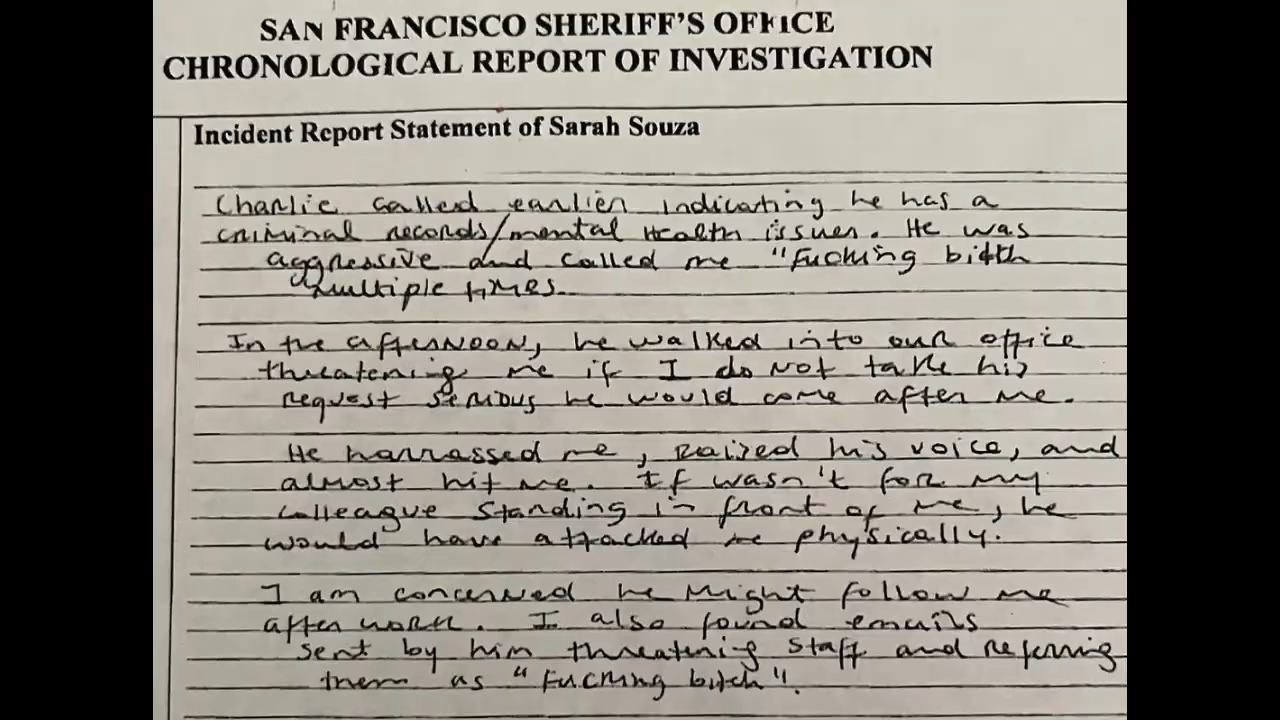 SAN FRANCISCO SHERIFF'S OFFICE
CHRONOLOGICAL REPORT OF INVESTIGATION
Incident Report Statement of Sarah Souza
Charlie called earlier indicating he has a
criminal records/mental Health issues. He was
aggressive and called me "Fucking bitth
multiple times.
In the afternoon, he walked into our office
threatening me if I do not take his
request serious he would come after me.
He harrassed me, raised his voice, and
almost hit me. If wasn't for my
colleague standing in front of me, he
would have attacked me physically.
I am concerned he might follow me
after work. I also found emails
sent by him threatening staff and referring
them as "Fucking bitch".